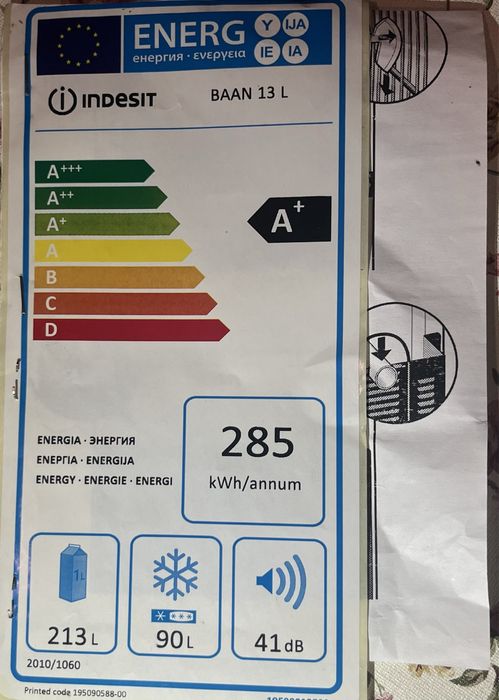 ENERG Y IJA
енергия · ενεργεια IE IA
INDESIT BAAN 13 L
A+++
A++
A+
A+
A
B
C
D
285
kWh/annum
ENERGIA · ЭНЕРГИЯ
ΕΝΕΡΓΙΑ · ENERGIJA
ENERGY · ENERGIE · ENERGI
1L
213 L
90 L
41 dB
2010/1060
Printed code 195090588-00